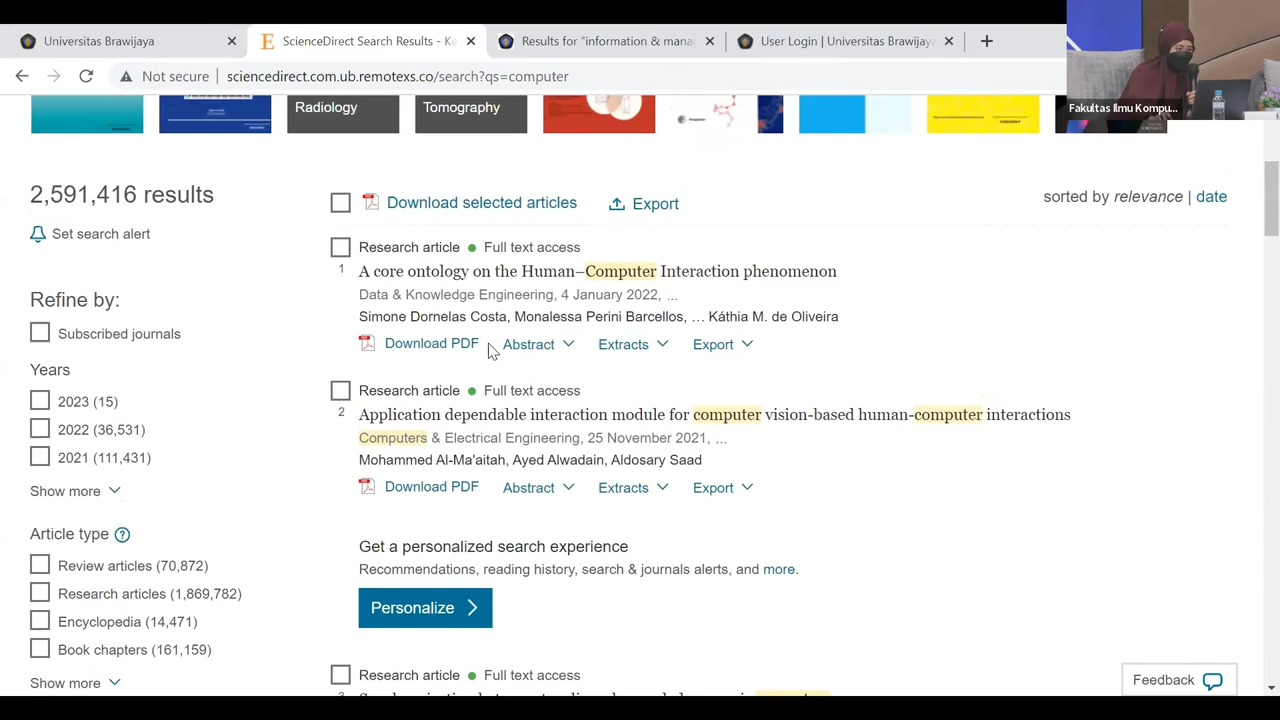 Universitas Brawijaya
ScienceDirect Search Results - Ke
Results for "information & mana
User Login | Universitas Brawijaya
Not secure
sciencedirect.com.ub.remotexs.co/search?qs=computer
Fakultas Ilmu Kompu...
Radiology
Tomography
2,591,416 results
Set search alert
Download selected articles
Export
sorted by relevance | date
Refine by:
Subscribed journals
Years
2023 (15)
2022 (36,531)
2021 (111,431)
Show more
Article type
Review articles (70,872)
Research articles (1,869,782)
Encyclopedia (14,471)
Book chapters (161,159)
Show more
Research article
Full text access
1
A core ontology on the Human–Computer Interaction phenomenon
Data & Knowledge Engineering, 4 January 2022, ...
Simone Dornelas Costa, Monalessa Perini Barcellos, … Káthia M. de Oliveira
Download PDF
Abstract
Extracts
Export
Research article
Full text access
2
Application dependable interaction module for computer vision-based human-computer interactions
Computers & Electrical Engineering, 25 November 2021, ...
Mohammed Al-Ma'aitah, Ayed Alwadain, Aldosary Saad
Download PDF
Abstract
Extracts
Export
Get a personalized search experience
Recommendations, reading history, search & journals alerts, and more.
Personalize
Research article
Full text access
Feedback